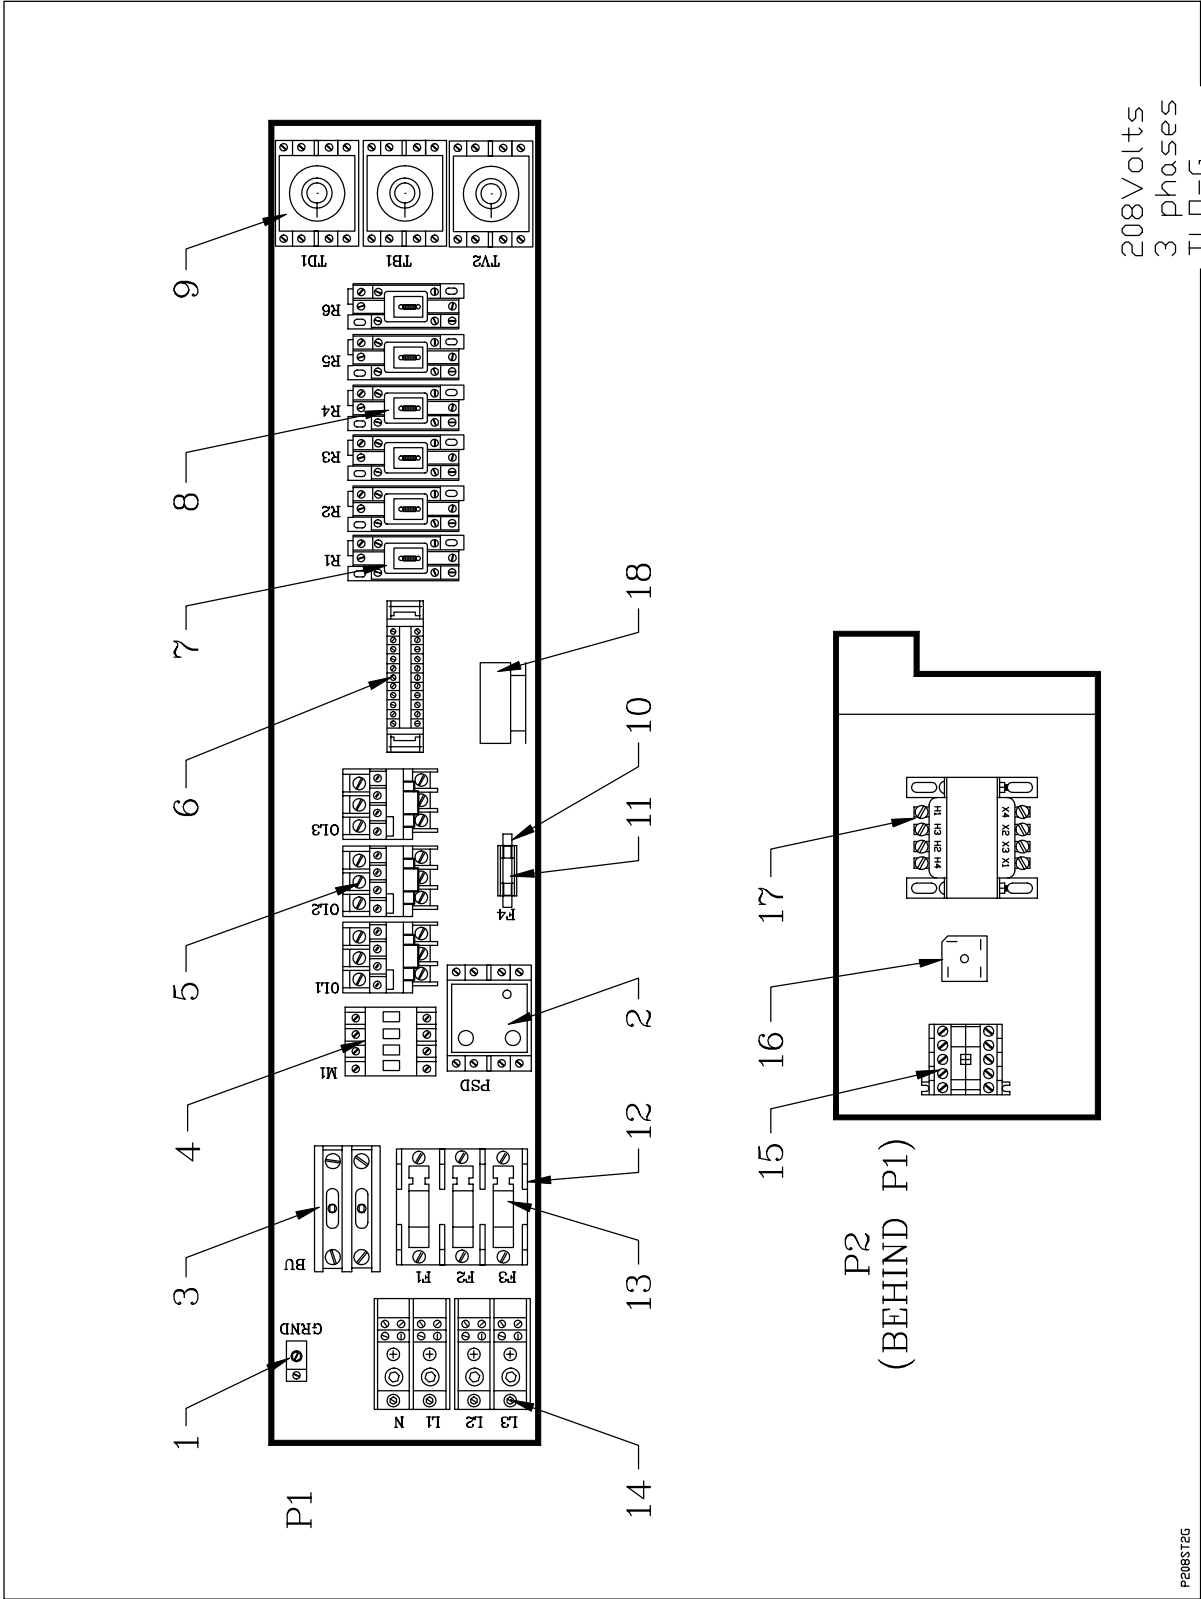 P1
1
3
4
5
6
7
8
9
GRND
BU
M1
OL1
OL2
OL3
R1
R2
R3
R4
R5
R6
TD1
TB1
TV2
N
L1
L2
L3
F1
F2
F3
PSD
F4
14
13
12
2
11
10
18
P2
(BEHIND P1)
15
16
17
H4 H2 H3 H1
X1 X3 X2 X4
208Volts
3 phases
P208ST2G